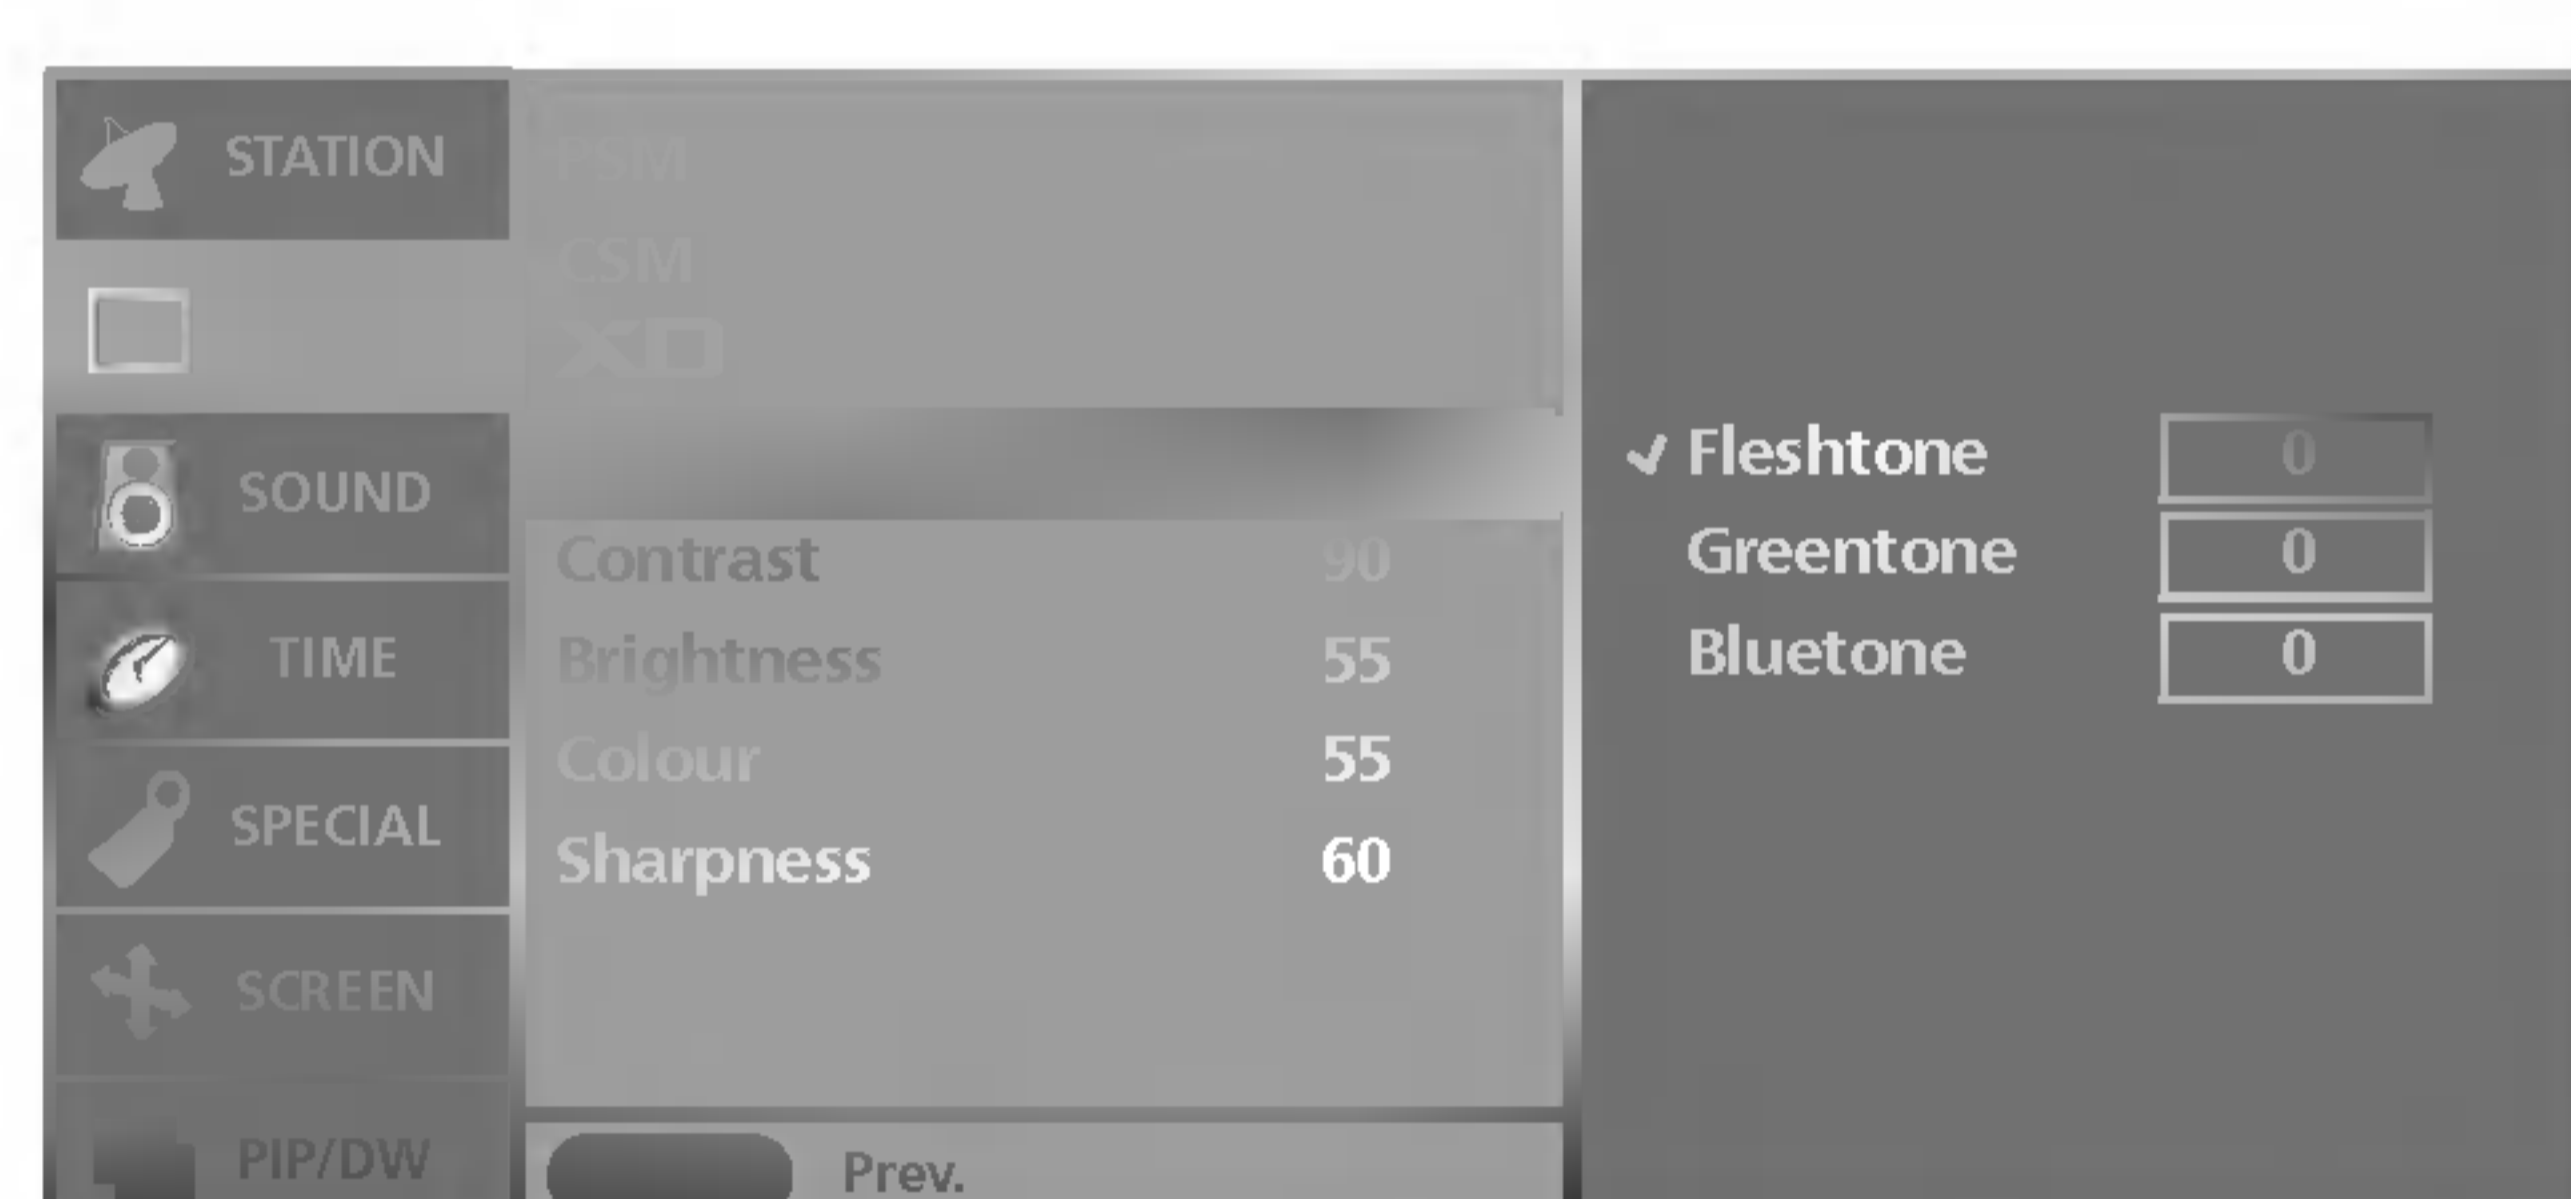 STATION
SOUND
TIME
SPECIAL
SCREEN
PIP/DW
PSM
CSM
XD
Contrast 90
Brightness 55
Colour 55
Sharpness 60
Prev.
Fleshtone 0
Greentone 0
Bluetone 0